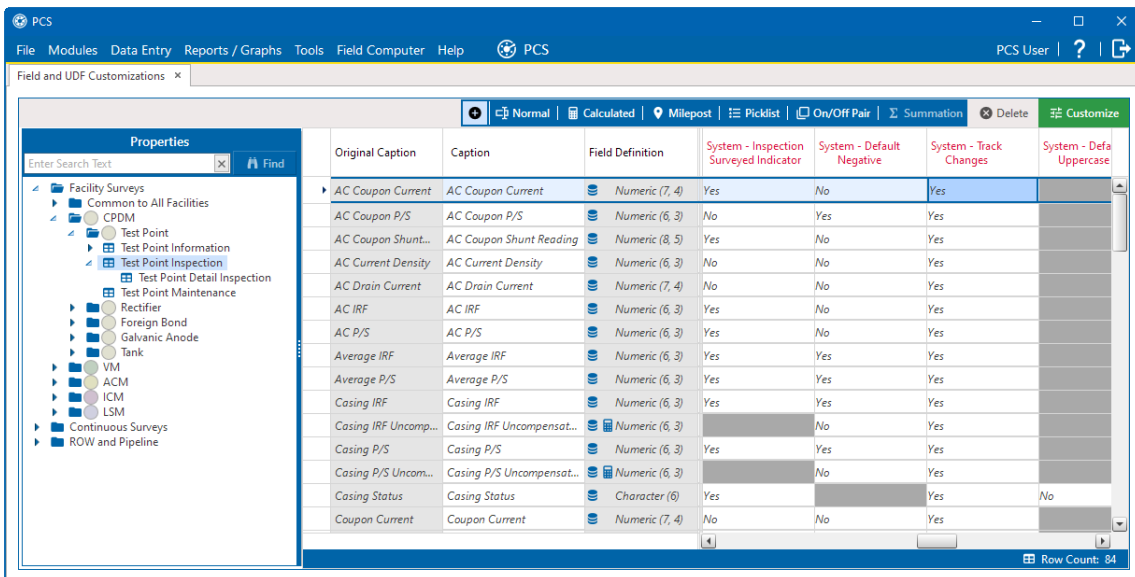 PCS
File Modules Data Entry Reports / Graphs Tools Field Computer Help PCS PCS User ?
Field and UDF Customizations ×
Normal Calculated Milepost Picklist On/Off Pair Σ Summation Delete Customize
Properties
Enter Search Text Find
Facility Surveys
Common to All Facilities
CPDM
Test Point
Test Point Information
Test Point Inspection
Test Point Detail Inspection
Test Point Maintenance
Rectifier
Foreign Bond
Galvanic Anode
Tank
VM
ACM
ICM
LSM
Continuous Surveys
ROW and Pipeline
Original Caption Caption Field Definition System - Inspection Surveyed Indicator System - Default Negative System - Track Changes System - Defa Uppercase
AC Coupon Current AC Coupon Current Numeric (7, 4) Yes No Yes
AC Coupon P/S AC Coupon P/S Numeric (6, 3) No Yes Yes
AC Coupon Shunt... AC Coupon Shunt Reading Numeric (8, 5) Yes No Yes
AC Current Density AC Current Density Numeric (6, 3) No No Yes
AC Drain Current AC Drain Current Numeric (7, 4) No No Yes
AC IRF AC IRF Numeric (6, 3) Yes No Yes
AC P/S AC P/S Numeric (6, 3) Yes No Yes
Average IRF Average IRF Numeric (6, 3) Yes Yes Yes
Average P/S Average P/S Numeric (6, 3) Yes Yes Yes
Casing IRF Casing IRF Numeric (6, 3) Yes Yes Yes
Casing IRF Uncomp... Casing IRF Uncompensat... Numeric (6, 3) No Yes
Casing P/S Casing P/S Numeric (6, 3) Yes Yes Yes
Casing P/S Uncom... Casing P/S Uncompensat... Numeric (6, 3) No Yes
Casing Status Casing Status Character (6) Yes Yes No
Coupon Current Coupon Current Numeric (7, 4) No No Yes
Row Count: 84